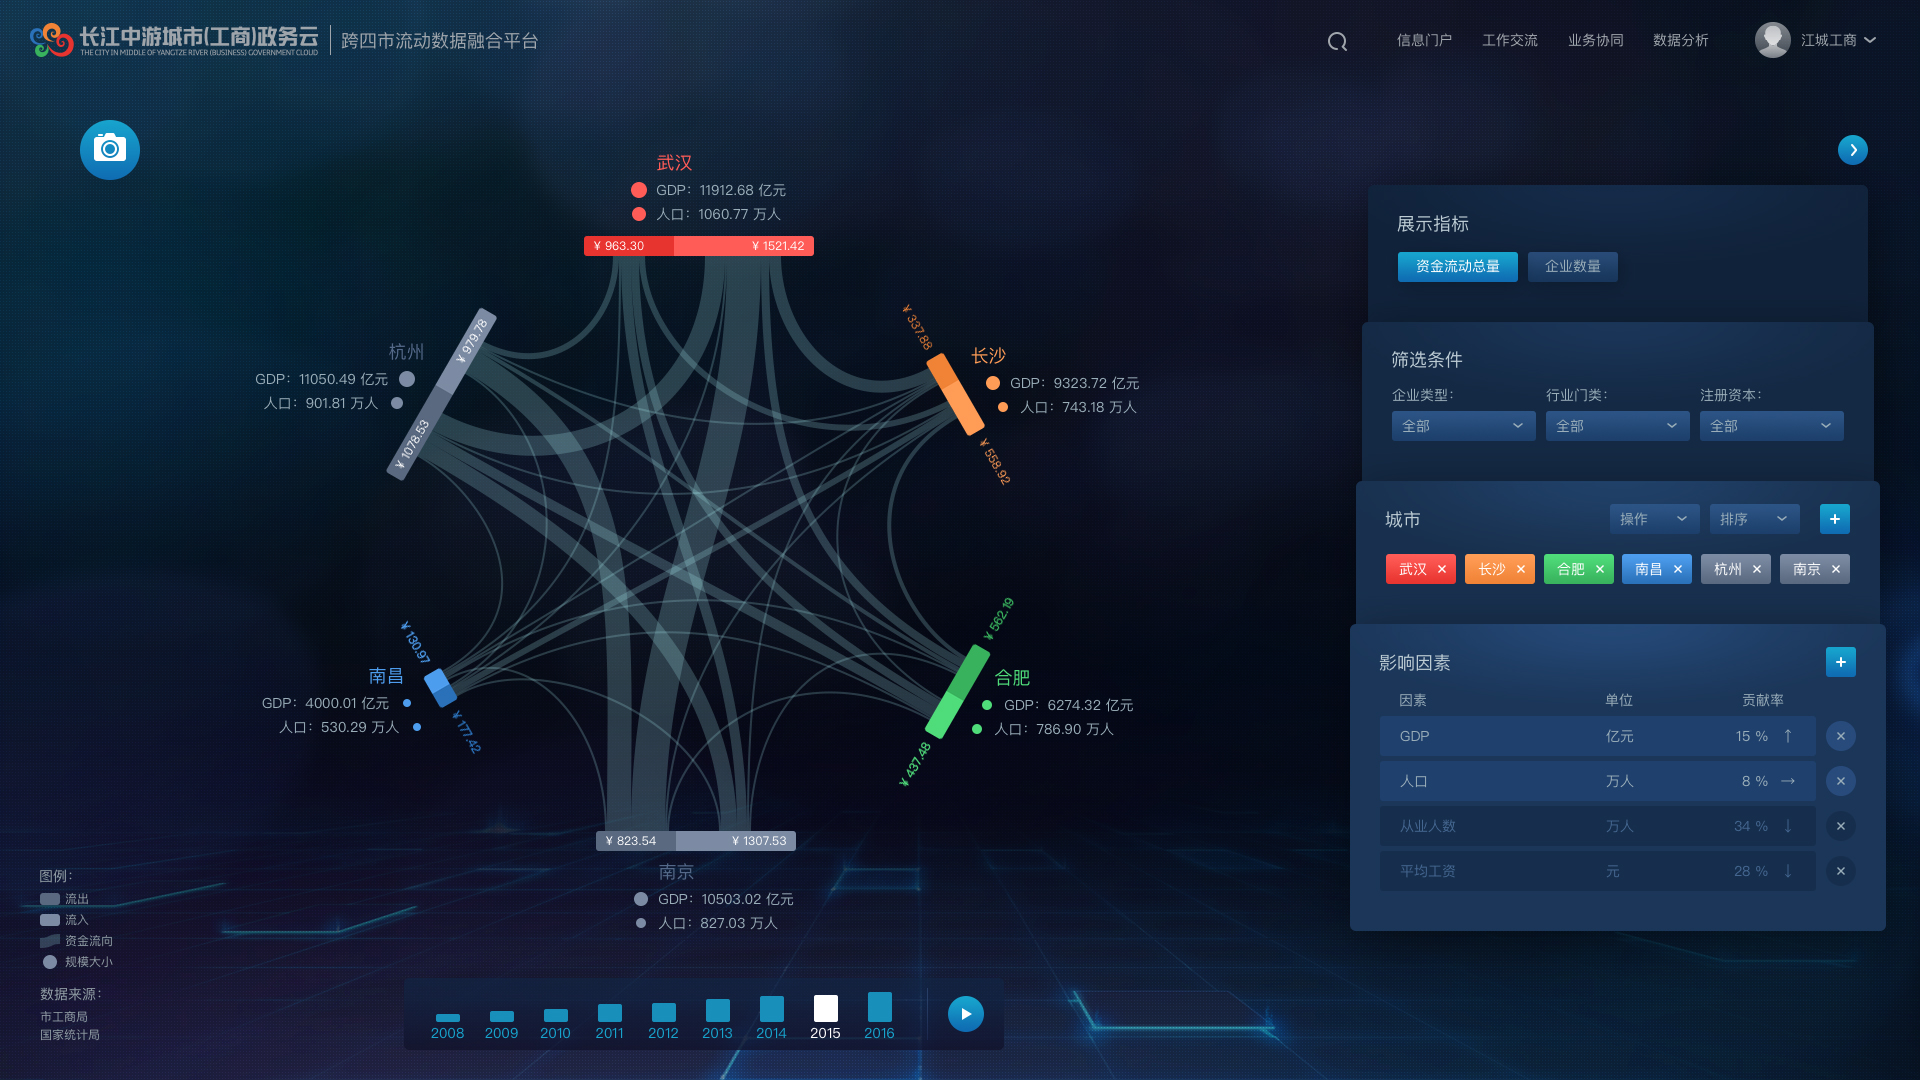 长江中游城市(工商)政务云
THE CITY IN MIDDLE OF YANGTZE RIVER (BUSINESS) GOVERNMENT CLOUD
跨四市流动数据融合平台
信息门户
工作交流
业务协同
数据分析
江城工商
武汉
GDP：11912.68 亿元
人口：1060.77 万人
¥ 963.30
¥ 1521.42
杭州
GDP：11050.49 亿元
人口：901.81 万人
¥ 979.78
¥ 1078.53
长沙
GDP：9323.72 亿元
人口：743.18 万人
¥ 337.88
¥ 558.92
南昌
GDP：4000.01 亿元
人口：530.29 万人
¥ 130.97
¥ 177.42
合肥
GDP：6274.32 亿元
人口：786.90 万人
¥ 562.19
¥ 437.48
¥ 823.54
¥ 1307.53
南京
GDP：10503.02 亿元
人口：827.03 万人
图例：
流出
流入
资金流向
规模大小
数据来源：
市工商局
国家统计局
2008 2009 2010 2011 2012 2013 2014 2015 2016
展示指标
资金流动总量
企业数量
筛选条件
企业类型： 行业门类： 注册资本：
全部 全部 全部
城市
操作 排序
武汉 × 长沙 × 合肥 × 南昌 × 杭州 × 南京 ×
影响因素
因素 单位 贡献率
GDP 亿元 15 % ↑
人口 万人 8 % →
从业人数 万人 34 % ↓
平均工资 元 28 % ↓